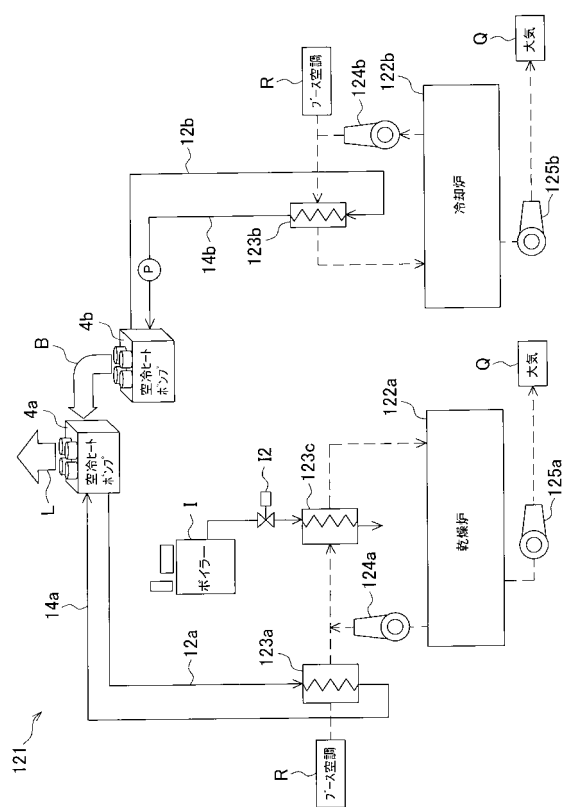 121
14a
L
4a
B
4b
空冷ヒート
ポンプ
空冷ヒート
ポンプ
P
14b
12b
R
ブース空調
123b
124b
122b
冷却炉
Q
大気
125b
12a
I
ボイラー
I2
123c
123a
124a
122a
乾燥炉
Q
大気
125a
R
ブース空調